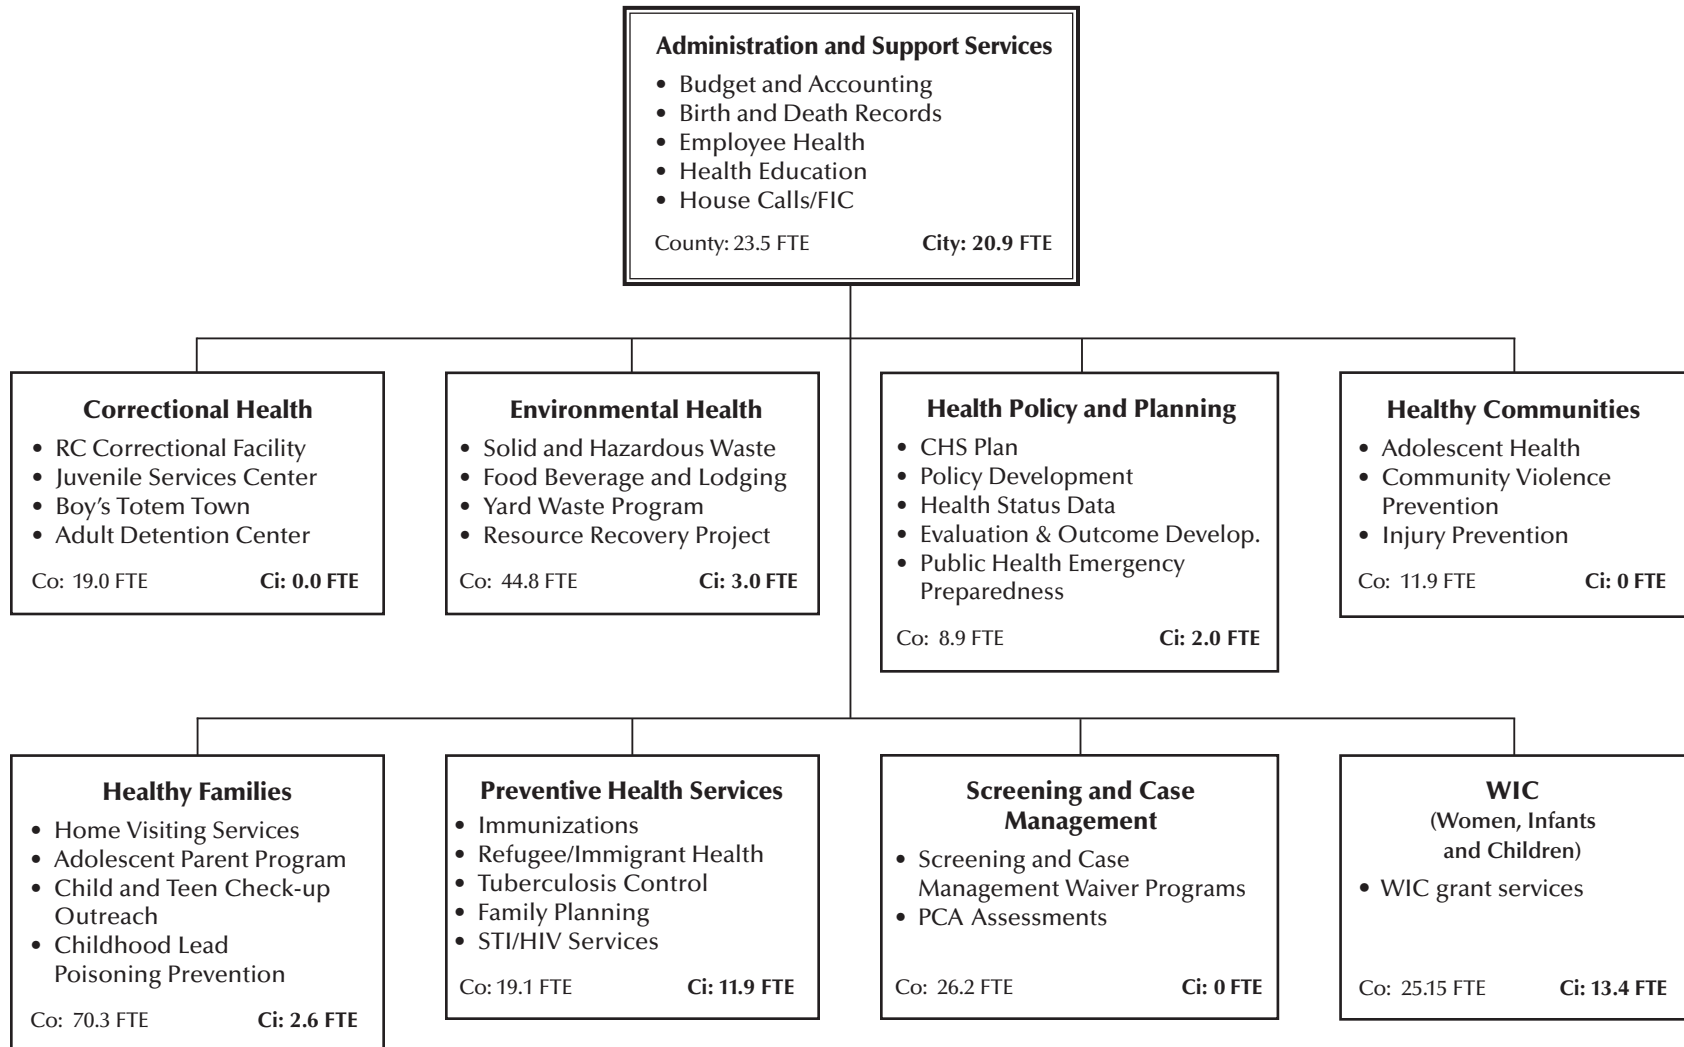 Administration and Support Services
• Budget and Accounting
• Birth and Death Records
• Employee Health
• Health Education
• House Calls/FIC
County: 23.5 FTE City: 20.9 FTE
Correctional Health
• RC Correctional Facility
• Juvenile Services Center
• Boy's Totem Town
• Adult Detention Center
Co: 19.0 FTE Ci: 0.0 FTE
Environmental Health
• Solid and Hazardous Waste
• Food Beverage and Lodging
• Yard Waste Program
• Resource Recovery Project
Co: 44.8 FTE Ci: 3.0 FTE
Health Policy and Planning
• CHS Plan
• Policy Development
• Health Status Data
• Evaluation & Outcome Develop.
• Public Health Emergency
Preparedness
Co: 8.9 FTE Ci: 2.0 FTE
Healthy Communities
• Adolescent Health
• Community Violence
Prevention
• Injury Prevention
Co: 11.9 FTE Ci: 0 FTE
Healthy Families
• Home Visiting Services
• Adolescent Parent Program
• Child and Teen Check-up
Outreach
• Childhood Lead
Poisoning Prevention
Co: 70.3 FTE Ci: 2.6 FTE
Preventive Health Services
• Immunizations
• Refugee/Immigrant Health
• Tuberculosis Control
• Family Planning
• STI/HIV Services
Co: 19.1 FTE Ci: 11.9 FTE
Screening and Case
Management
• Screening and Case
Management Waiver Programs
• PCA Assessments
Co: 26.2 FTE Ci: 0 FTE
WIC
(Women, Infants
and Children)
• WIC grant services
Co: 25.15 FTE Ci: 13.4 FTE